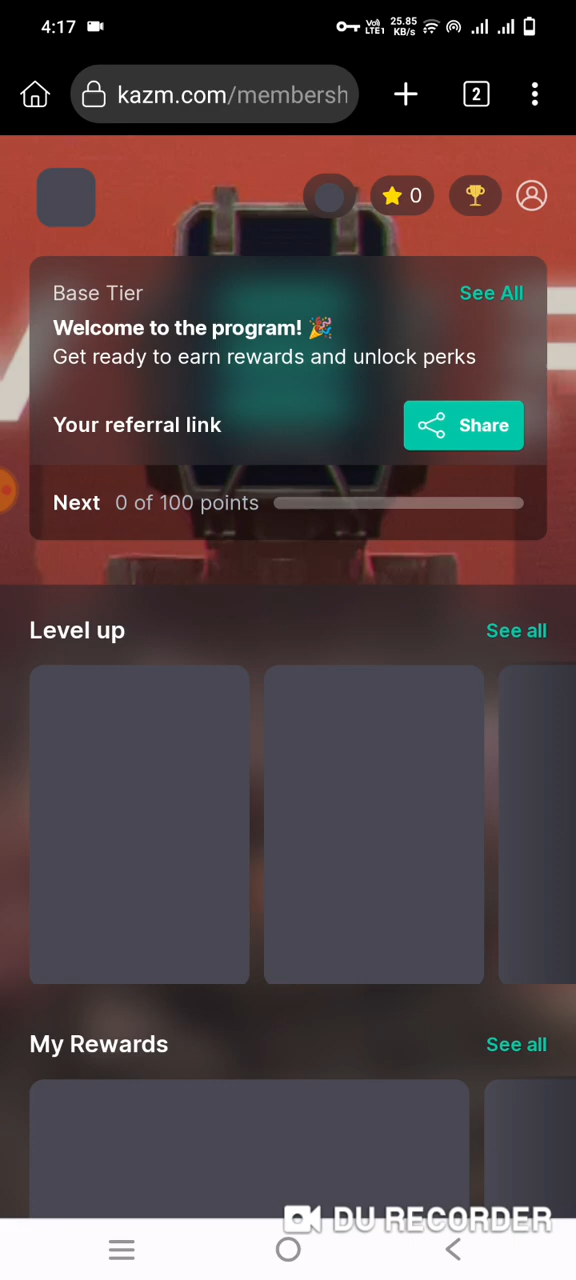 4:17
Vol) LTE1
25.85 KB/s
kazm.com/membersh
2
0
Base Tier
See All
Welcome to the program! 🎉
Get ready to earn rewards and unlock perks
Your referral link
Share
Next 0 of 100 points
Level up
See all
My Rewards
See all
DU RECORDER